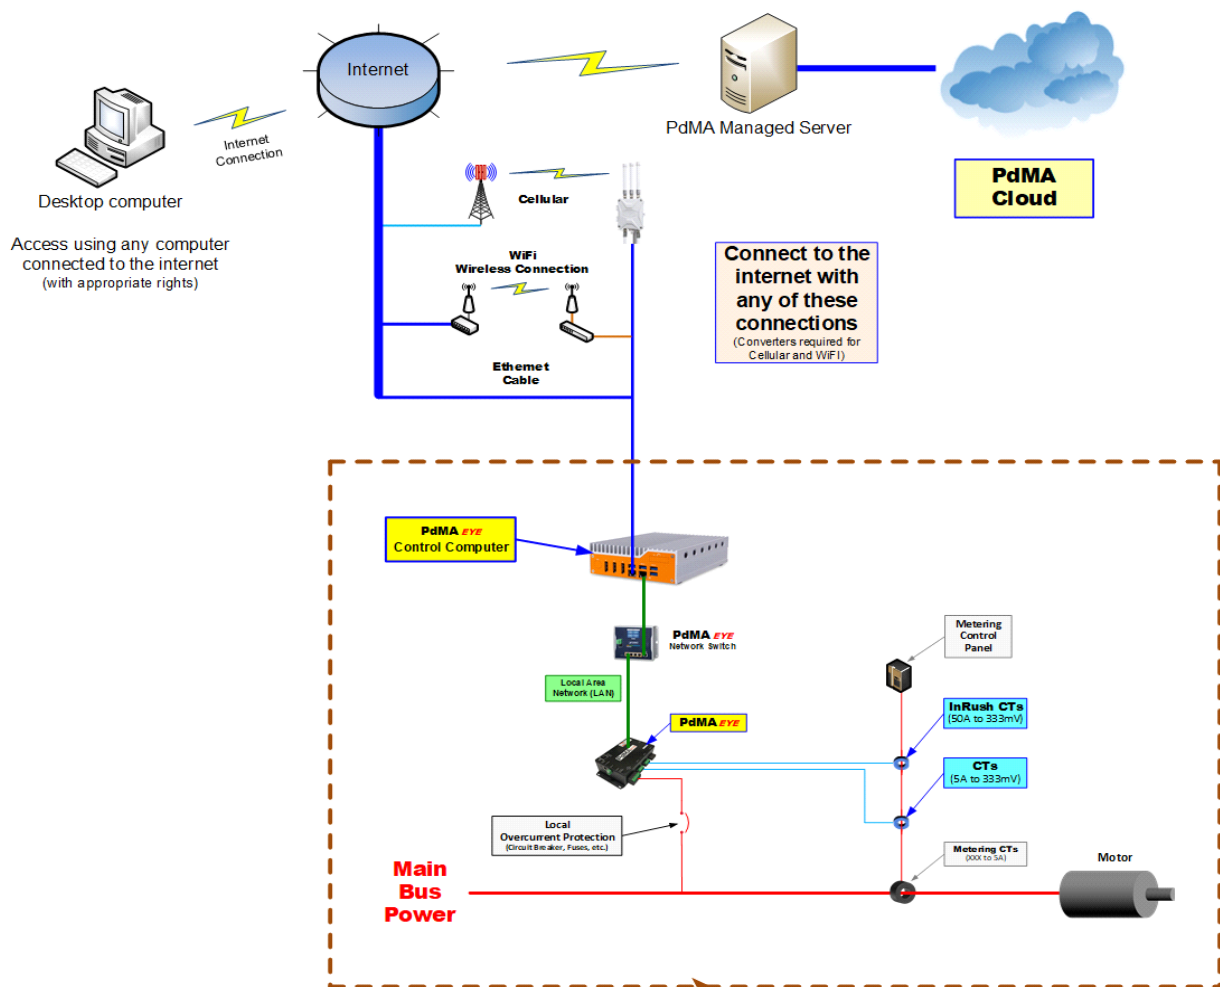 Internet
PdMA Managed Server
Internet
Connection
Desktop computer
Access using any computer
connected to the internet
(with appropriate rights)
Cellular
PdMA
Cloud
WiFi
Wireless Connection
Connect to the
internet with
any of these
connections
(Converters required for
Cellular and WiFI)
Ethernet
Cable
PdMA EYE
Control Computer
PdMA EYE
Network Switch
Metering
Control
Panel
Local Area
Network (LAN)
PdMA EYE
InRush CTs
(50A to 333mV)
CTs
(5A to 333mV)
Local
Overcurrent Protection
(Circuit Breaker, Fuses, etc.)
Metering CTs
(XXX to 5A)
Motor
Main
Bus
Power